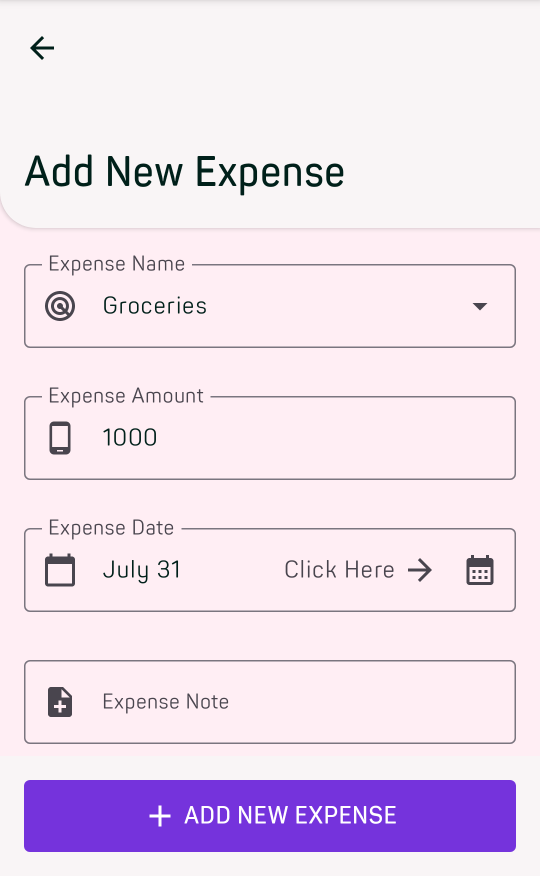 Add New Expense
Expense Name
Groceries
Expense Amount
1000
Expense Date
July 31 Click Here
Expense Note
ADD NEW EXPENSE